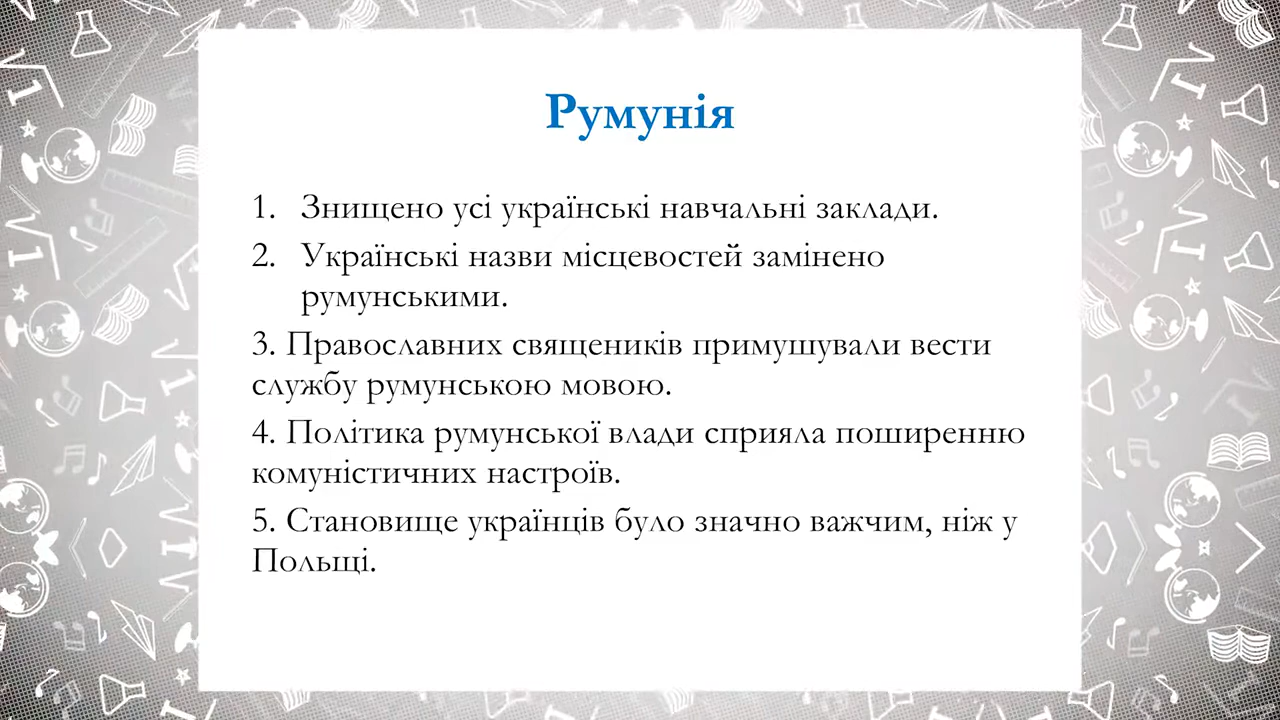 Румунія
1. Знищено усі українські навчальні заклади.
2. Українські назви місцевостей замінено
румунськими.
3. Православних священиків примушували вести
службу румунською мовою.
4. Політика румунської влади сприяла поширенню
комуністичних настроїв.
5. Становище українців було значно важчим, ніж у
Польщі.